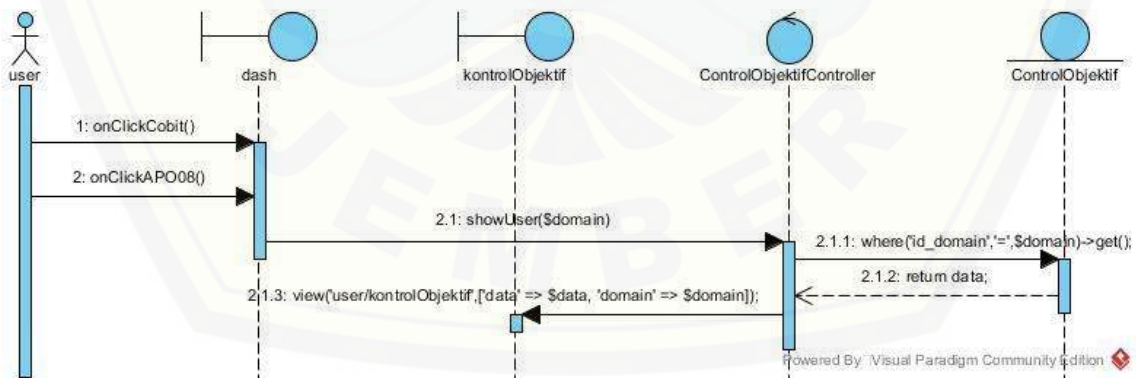 user
dash
kontrolObjektif
ControlObjektifController
ControlObjektif
1: onClickCobit()
2: onClickAPO08()
2.1: showUser($domain)
2.1.1: where('id_domain','=',$domain)->get();
2.1.2: return data;
2.1.3: view('user/kontrolObjektif',['data' => $data, 'domain' => $domain]);
JEMBER
Powered By Visual Paradigm Community Edition